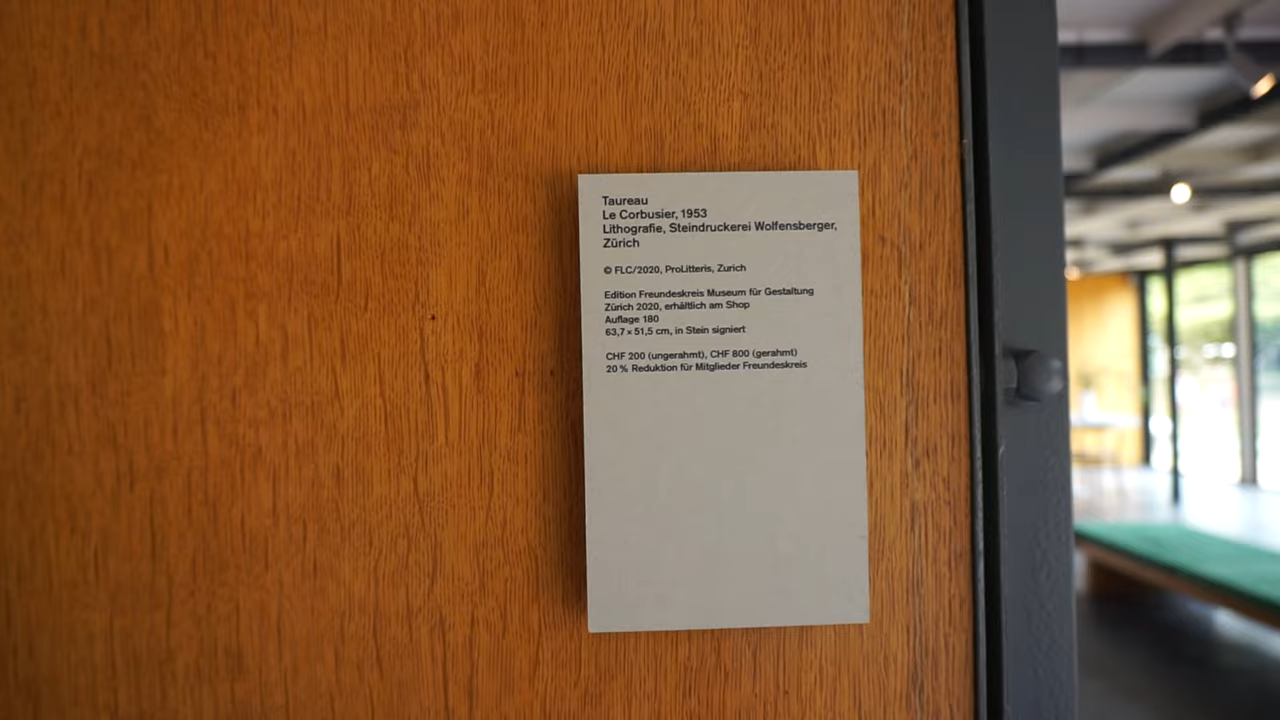 Taureau
Le Corbusier, 1953
Lithografie, Steindruckerei Wolfensberger,
Zürich
© FLC/2020, ProLitteris, Zurich
Edition Freundeskreis Museum für Gestaltung
Zürich 2020, erhältlich am Shop
Auflage 180
63,7 × 51,5 cm, in Stein signiert
CHF 200 (ungerahmt), CHF 800 (gerahmt)
20 % Reduktion für Mitglieder Freundeskreis